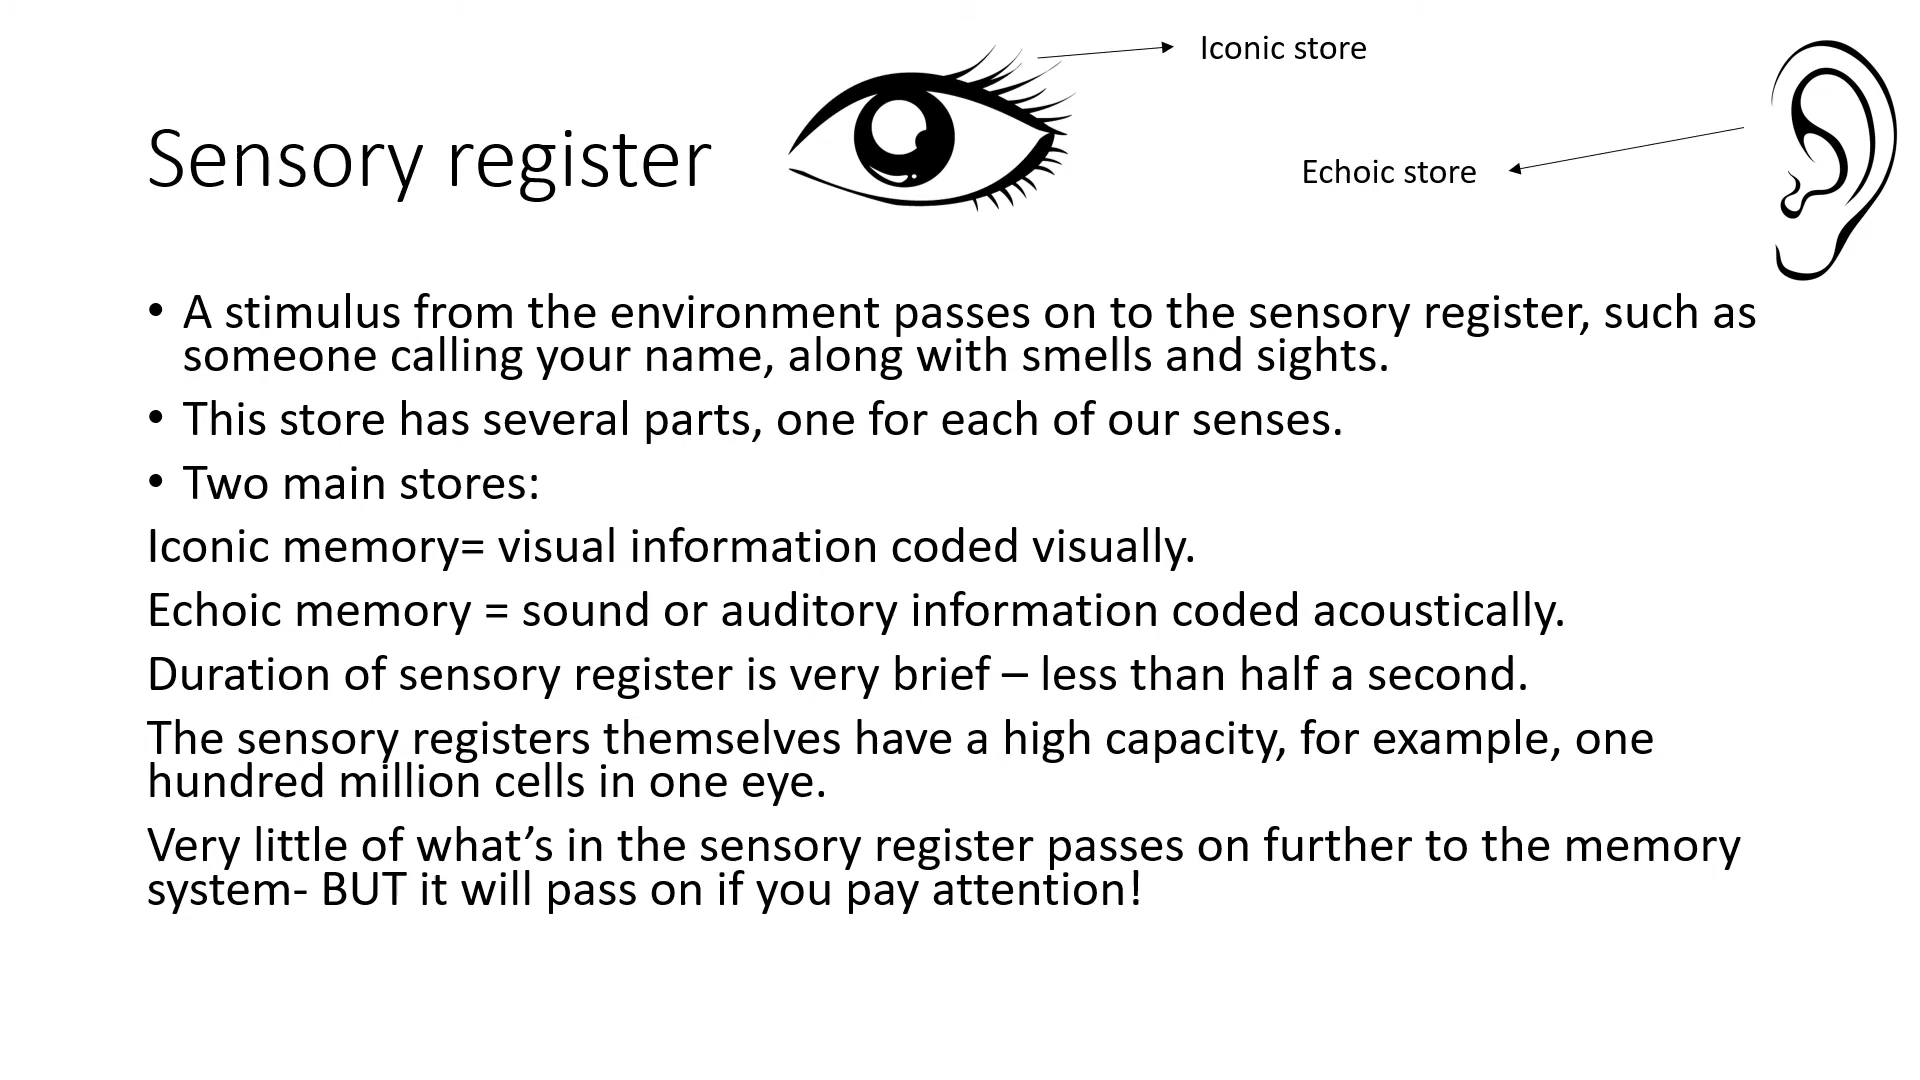 Iconic store
Sensory register
Echoic store
• A stimulus from the environment passes on to the sensory register, such as
someone calling your name, along with smells and sights.
• This store has several parts, one for each of our senses.
• Two main stores:
Iconic memory= visual information coded visually.
Echoic memory = sound or auditory information coded acoustically.
Duration of sensory register is very brief – less than half a second.
The sensory registers themselves have a high capacity, for example, one
hundred million cells in one eye.
Very little of what’s in the sensory register passes on further to the memory
system- BUT it will pass on if you pay attention!